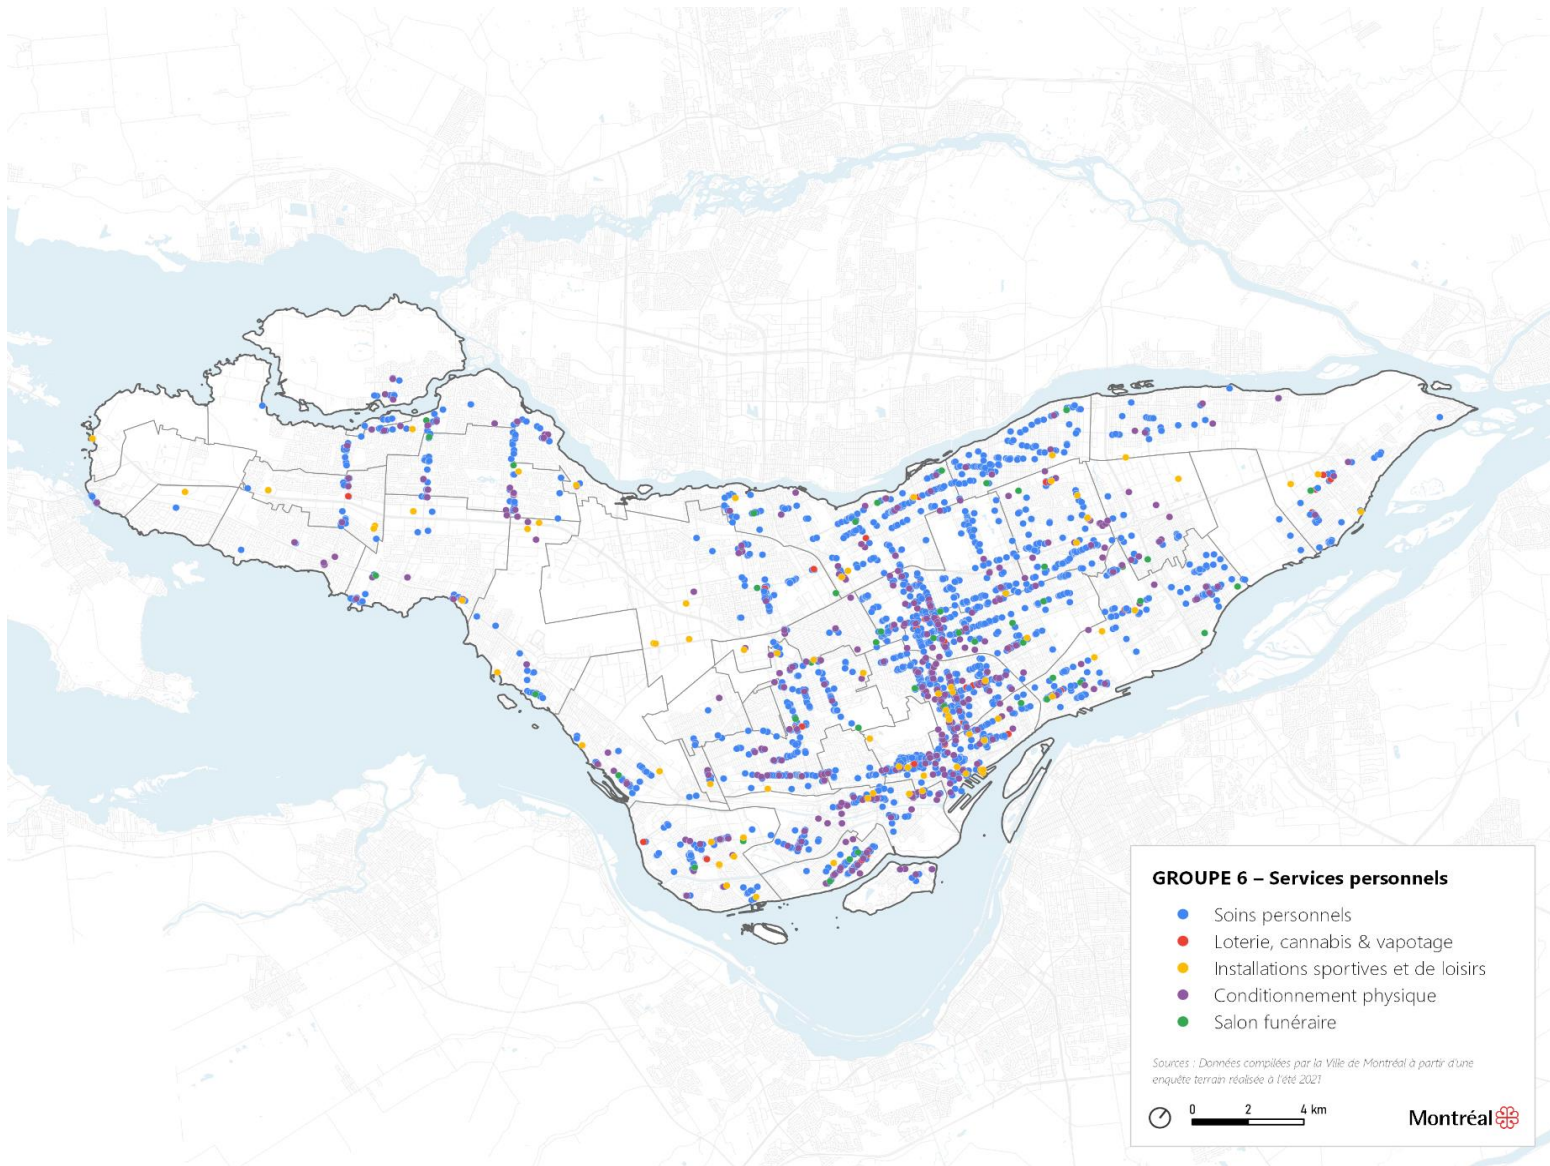 GROUPE 6 – Services personnels
Soins personnels
Loterie, cannabis & vapotage
Installations sportives et de loisirs
Conditionnement physique
Salon funéraire
Sources : Données compilées par la Ville de Montréal à partir d'une
enquête terrain réalisée à l'été 2021
0 2 4 km
Montréal